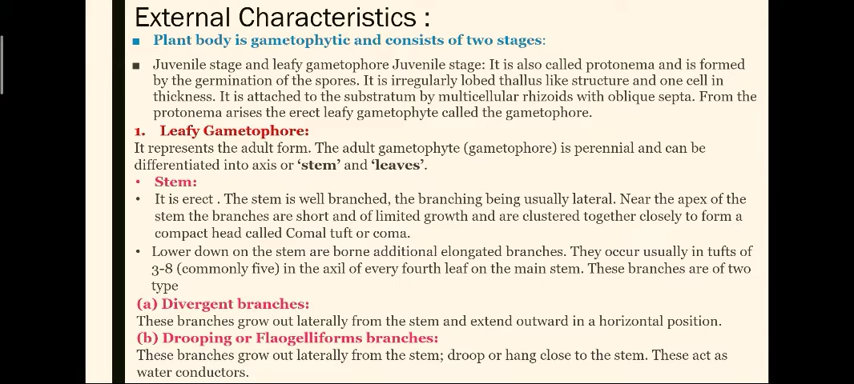 External Characteristics :
▪ Plant body is gametophytic and consists of two stages:
▪ Juvenile stage and leafy gametophore Juvenile stage: It is also called protonema and is formed
by the germination of the spores. It is irregularly lobed thallus like structure and one cell in
thickness. It is attached to the substratum by multicellular rhizoids with oblique septa. From the
protonema arises the erect leafy gametophyte called the gametophore.
1. Leafy Gametophore:
It represents the adult form. The adult gametophyte (gametophore) is perennial and can be
differentiated into axis or ‘stem’ and ‘leaves’.
• Stem:
• It is erect . The stem is well branched, the branching being usually lateral. Near the apex of the
stem the branches are short and of limited growth and are clustered together closely to form a
compact head called Comal tuft or coma.
• Lower down on the stem are borne additional elongated branches. They occur usually in tufts of
3-8 (commonly five) in the axil of every fourth leaf on the main stem. These branches are of two
type
(a) Divergent branches:
These branches grow out laterally from the stem and extend outward in a horizontal position.
(b) Drooping or Flaogelliforms branches:
These branches grow out laterally from the stem; droop or hang close to the stem. These act as
water conductors.